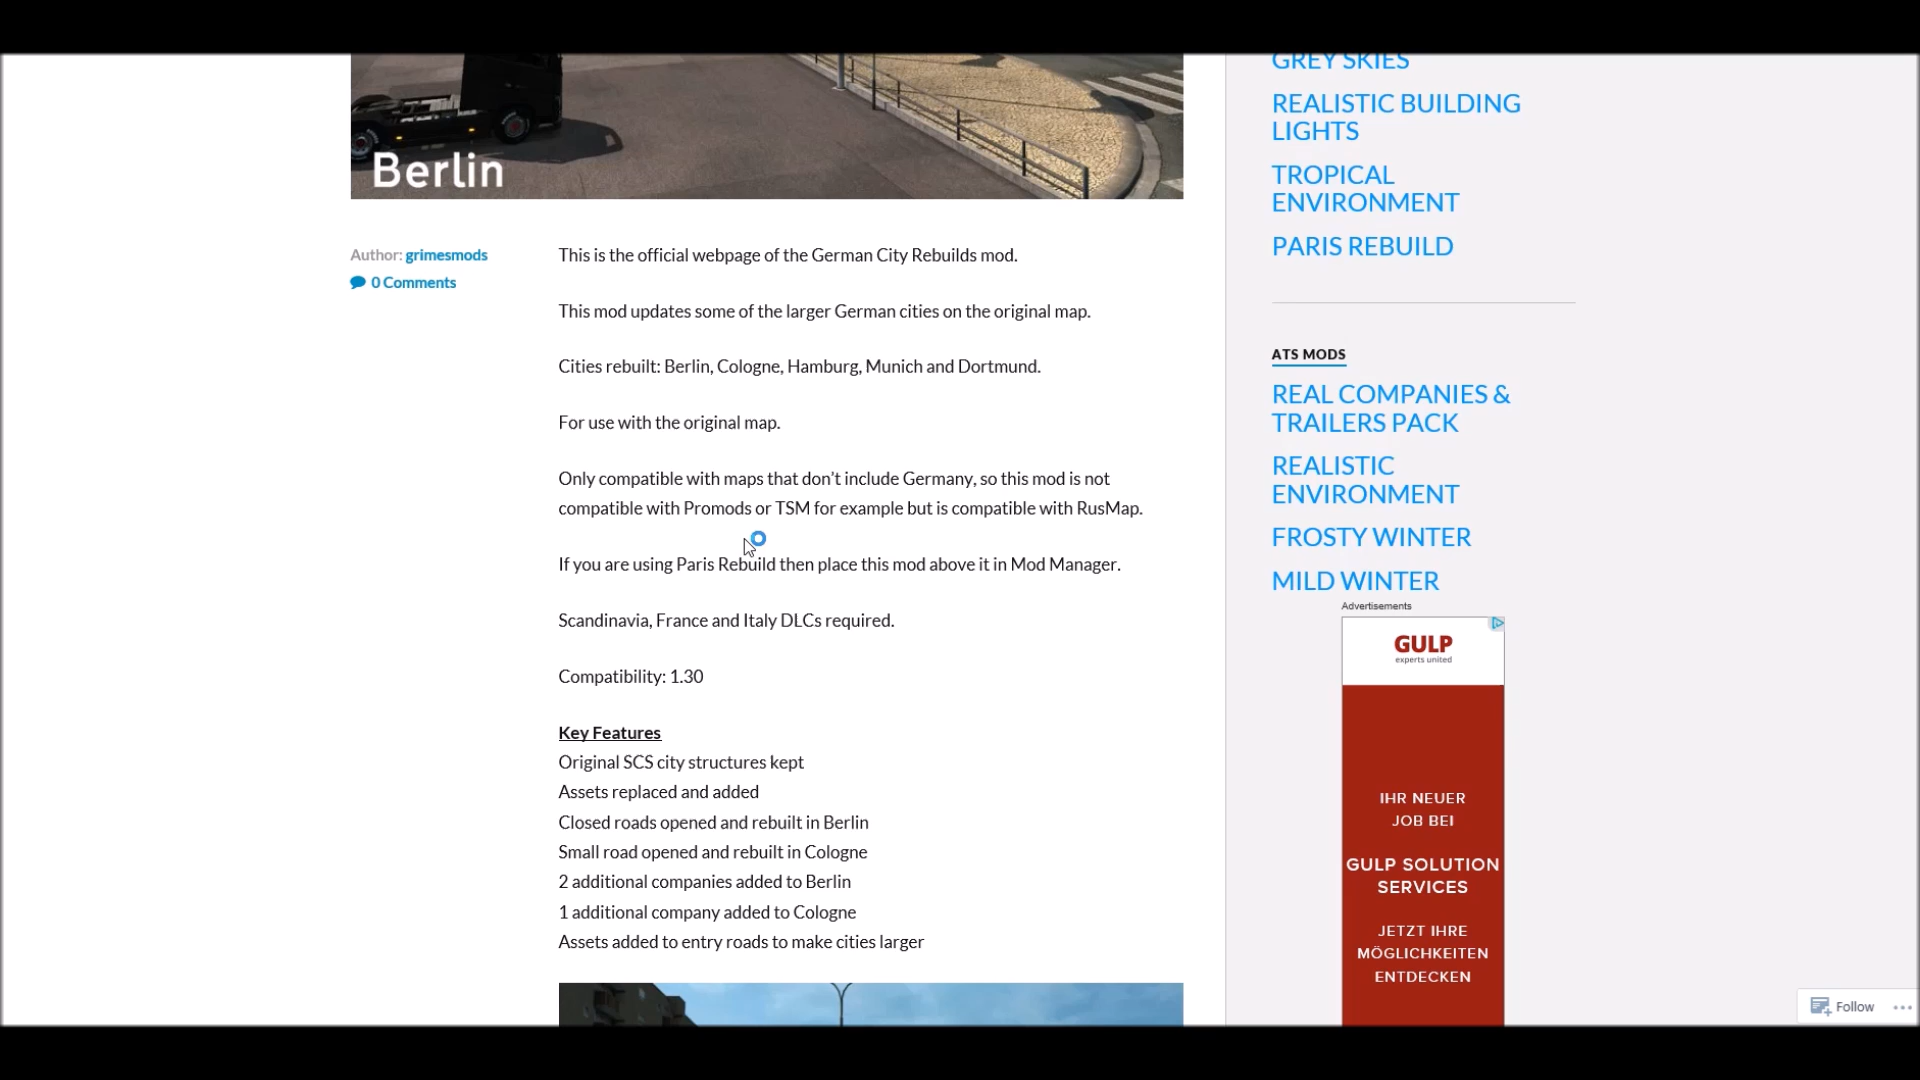 Berlin
Author: grimesmods
0 Comments
This is the official webpage of the German City Rebuilds mod.
This mod updates some of the larger German cities on the original map.
Cities rebuilt: Berlin, Cologne, Hamburg, Munich and Dortmund.
For use with the original map.
Only compatible with maps that don’t include Germany, so this mod is not
compatible with Promods or TSM for example but is compatible with RusMap.
If you are using Paris Rebuild then place this mod above it in Mod Manager.
Scandinavia, France and Italy DLCs required.
Compatibility: 1.30
Key Features
Original SCS city structures kept
Assets replaced and added
Closed roads opened and rebuilt in Berlin
Small road opened and rebuilt in Cologne
2 additional companies added to Berlin
1 additional company added to Cologne
Assets added to entry roads to make cities larger
GREY SKIES
REALISTIC BUILDING
LIGHTS
TROPICAL
ENVIRONMENT
PARIS REBUILD
ATS MODS
REAL COMPANIES &
TRAILERS PACK
REALISTIC
ENVIRONMENT
FROSTY WINTER
MILD WINTER
Advertisements
GULP
experts united
IHR NEUER
JOB BEI
GULP SOLUTION
SERVICES
JETZT IHRE
MÖGLICHKEITEN
ENTDECKEN
Follow